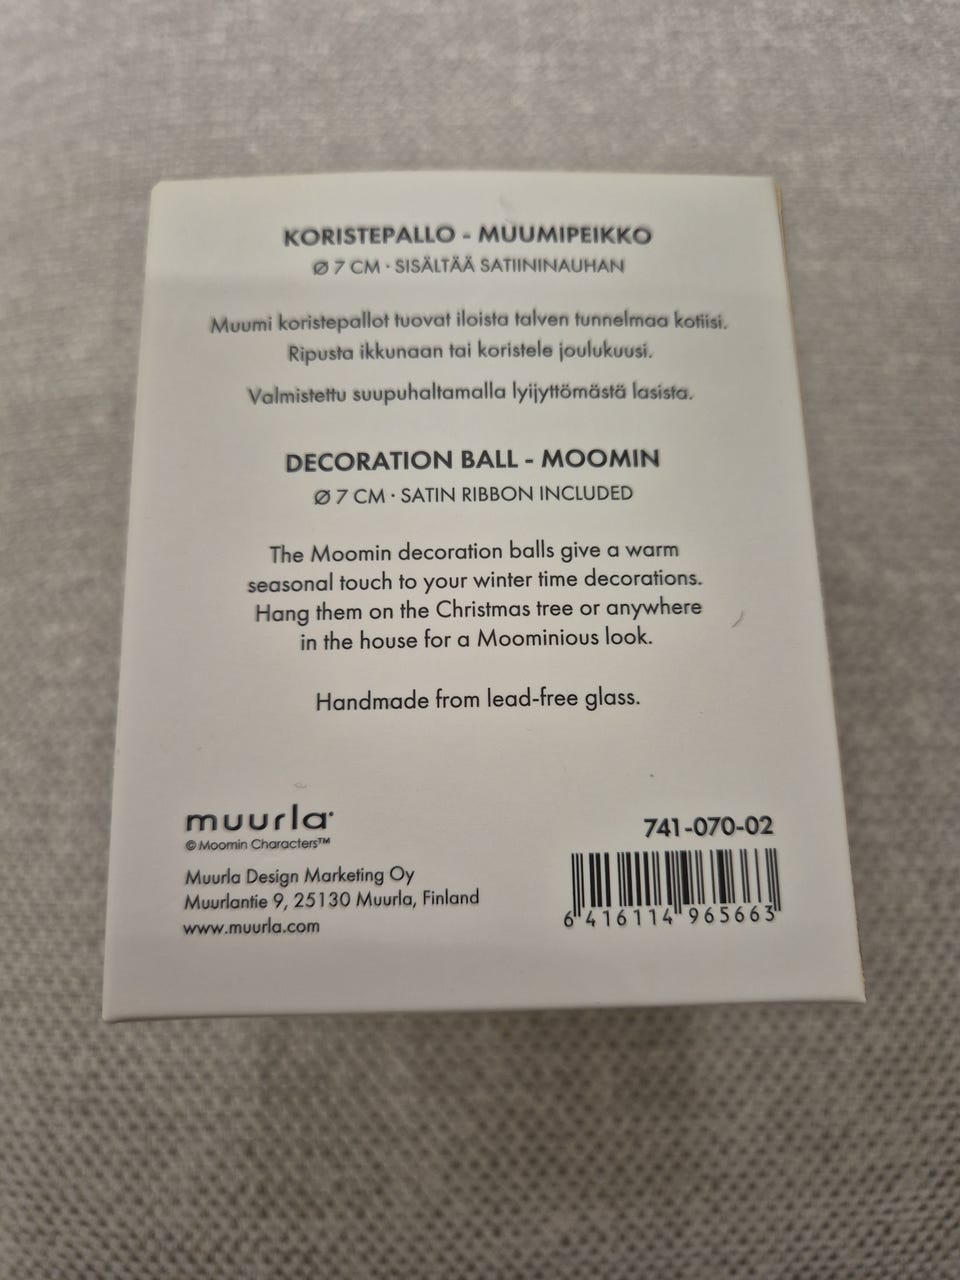 KORISTEPALLO - MUUMIPEIKKO
Ø 7 CM · SISÄLTÄÄ SATIININAUHAN
Muumi koristepallot tuovat iloista talven tunnelmaa kotiisi.
Ripusta ikkunaan tai koristele joulukuusi.
Valmistettu suupuhaltamalla lyijyttömästä lasista.
DECORATION BALL - MOOMIN
Ø 7 CM · SATIN RIBBON INCLUDED
The Moomin decoration balls give a warm
seasonal touch to your winter time decorations.
Hang them on the Christmas tree or anywhere
in the house for a Moominious look.
Handmade from lead-free glass.
muurla
© Moomin Characters™
Muurla Design Marketing Oy
Muurlantie 9, 25130 Muurla, Finland
www.muurla.com
741-070-02
6 416114 965663